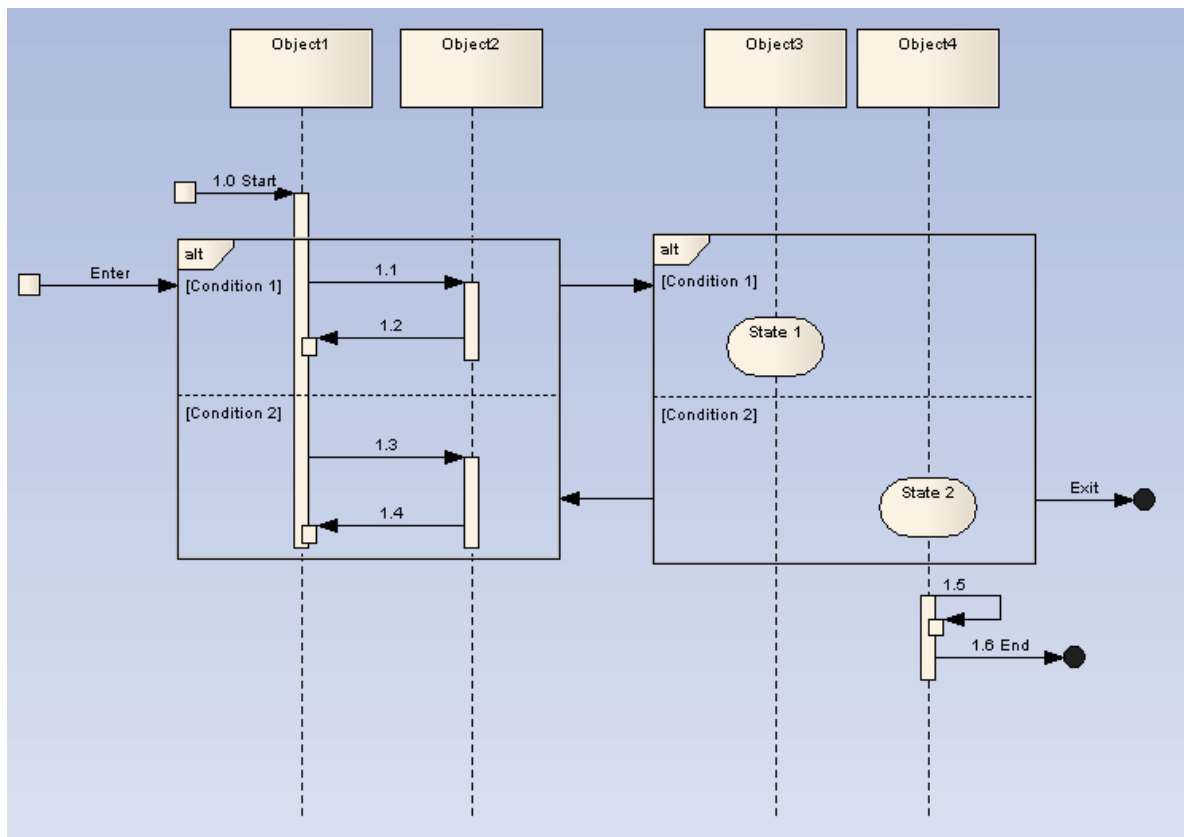 Object1
Object2
Object3
Object4
1.0 Start
alt
alt
Enter
[Condition 1]
1.1
[Condition 1]
1.2
State 1
[Condition 2]
[Condition 2]
1.3
State 2
Exit
1.4
1.5
1.6 End